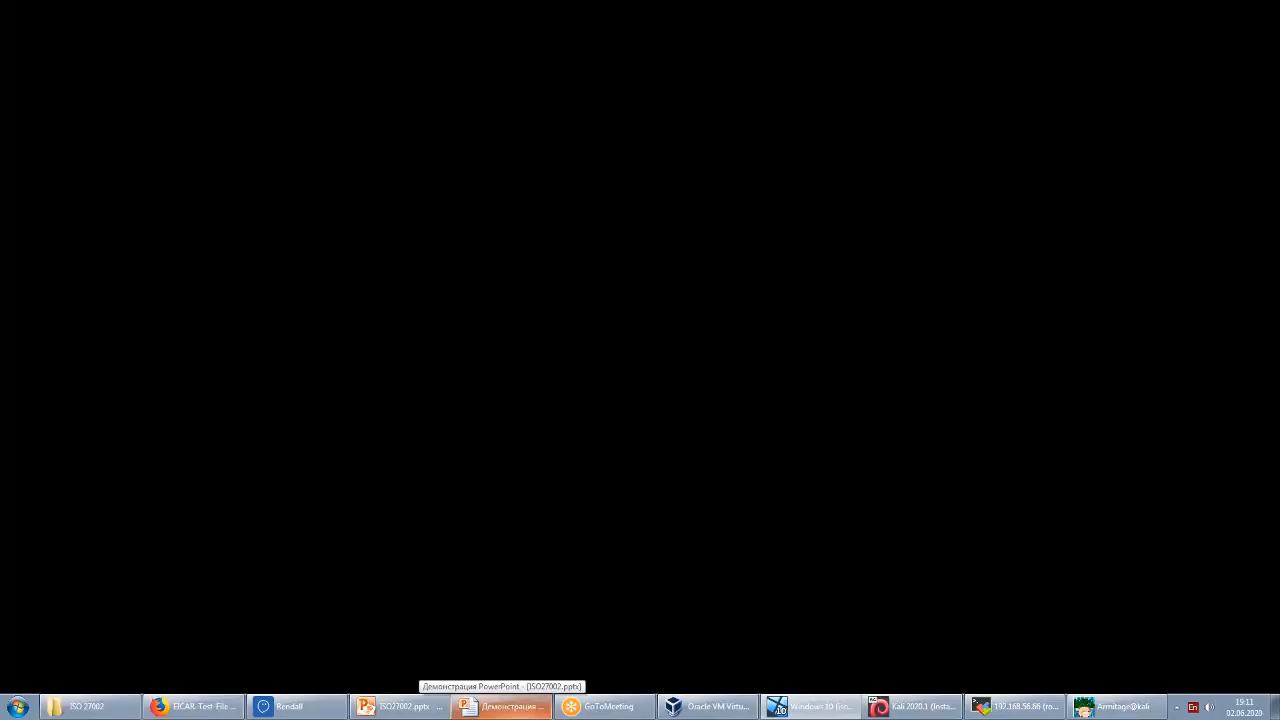 Демонстрация PowerPoint - [ISO27002.pptx]
ISO 27002
EICAR-Test-File ...
Rendall
ISO27002.pptx - ...
Демонстрация ...
GoToMeeting
Oracle VM Virtu...
Windows 10 (iso...
Kali 2020.1 (Insta...
192.168.56.66 (ro...
Armitage@kali
En
19:11
02.06.2020